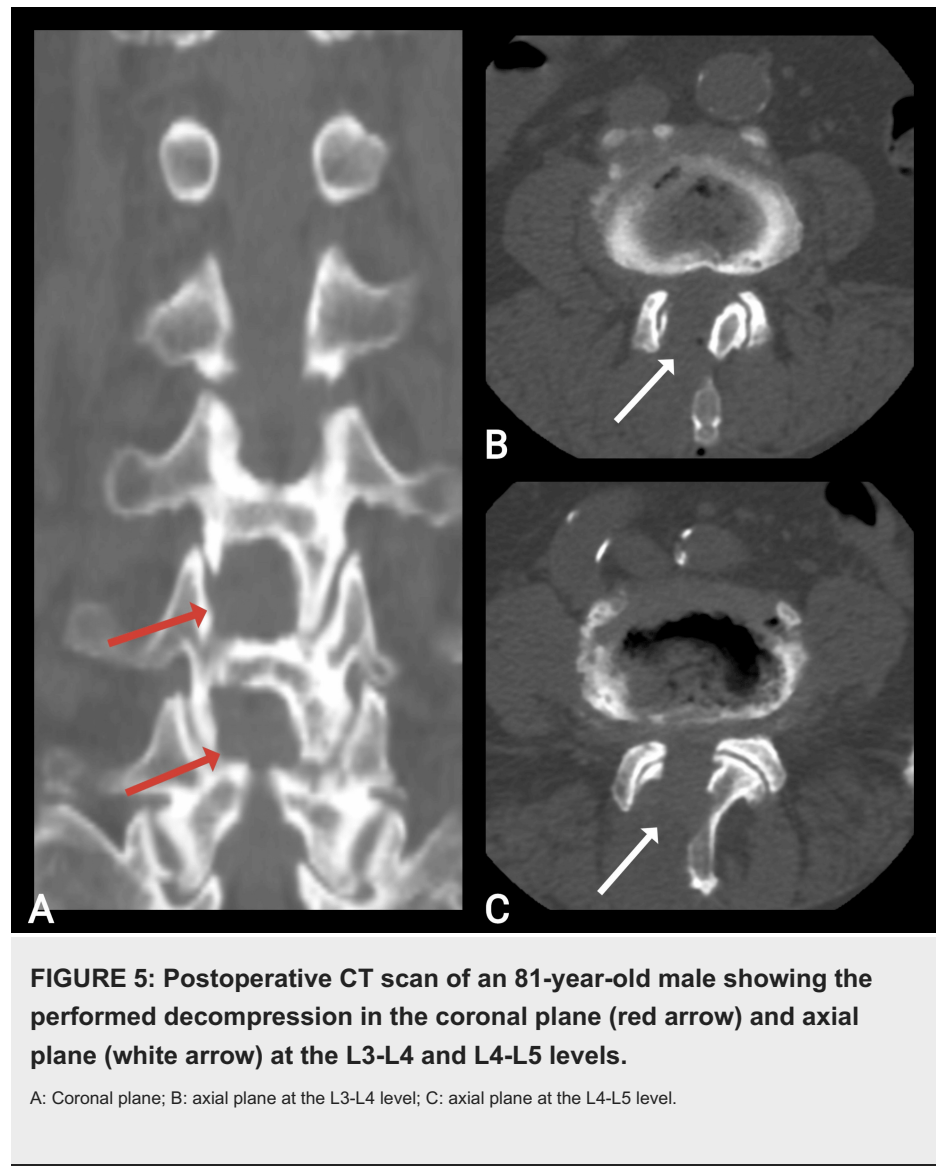 A
B
C
FIGURE 5: Postoperative CT scan of an 81-year-old male showing the
performed decompression in the coronal plane (red arrow) and axial
plane (white arrow) at the L3-L4 and L4-L5 levels.
A: Coronal plane; B: axial plane at the L3-L4 level; C: axial plane at the L4-L5 level.